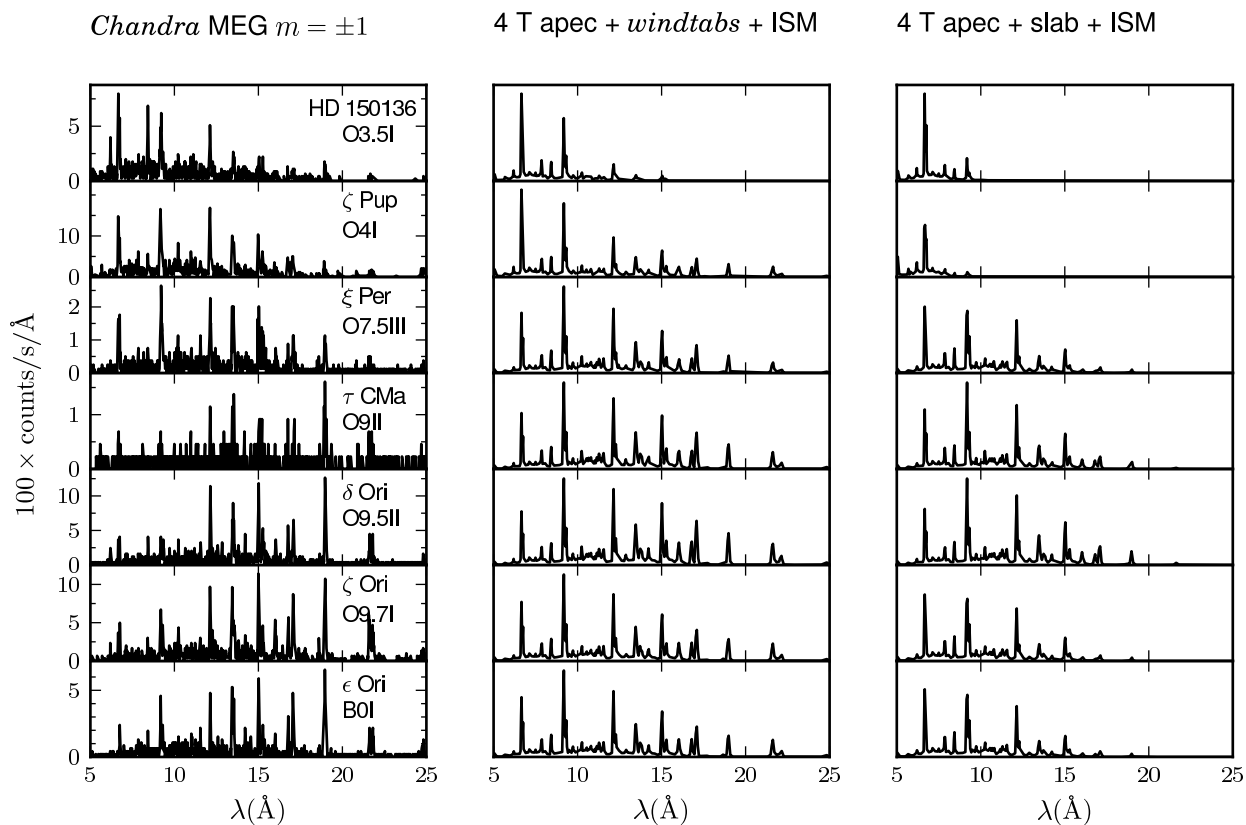 Chandra MEG m = ±1
4 T apec + windtabs + ISM
4 T apec + slab + ISM
HD 150136
O3.5I
5
0
ζ Pup
O4I
10
0
ξ Per
O7.5III
2
1
0
τ CMa
O9II
1
0
δ Ori
O9.5II
10
5
0
ζ Ori
O9.7I
10
5
0
ϵ Ori
B0I
5
0
100 × counts/s/Å
5 10 15 20 25
5 10 15 20 25
5 10 15 20 25
λ(Å)
λ(Å)
λ(Å)